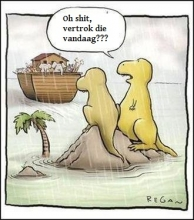 Oh shit,
vertrok die
vandaag???
REGAN